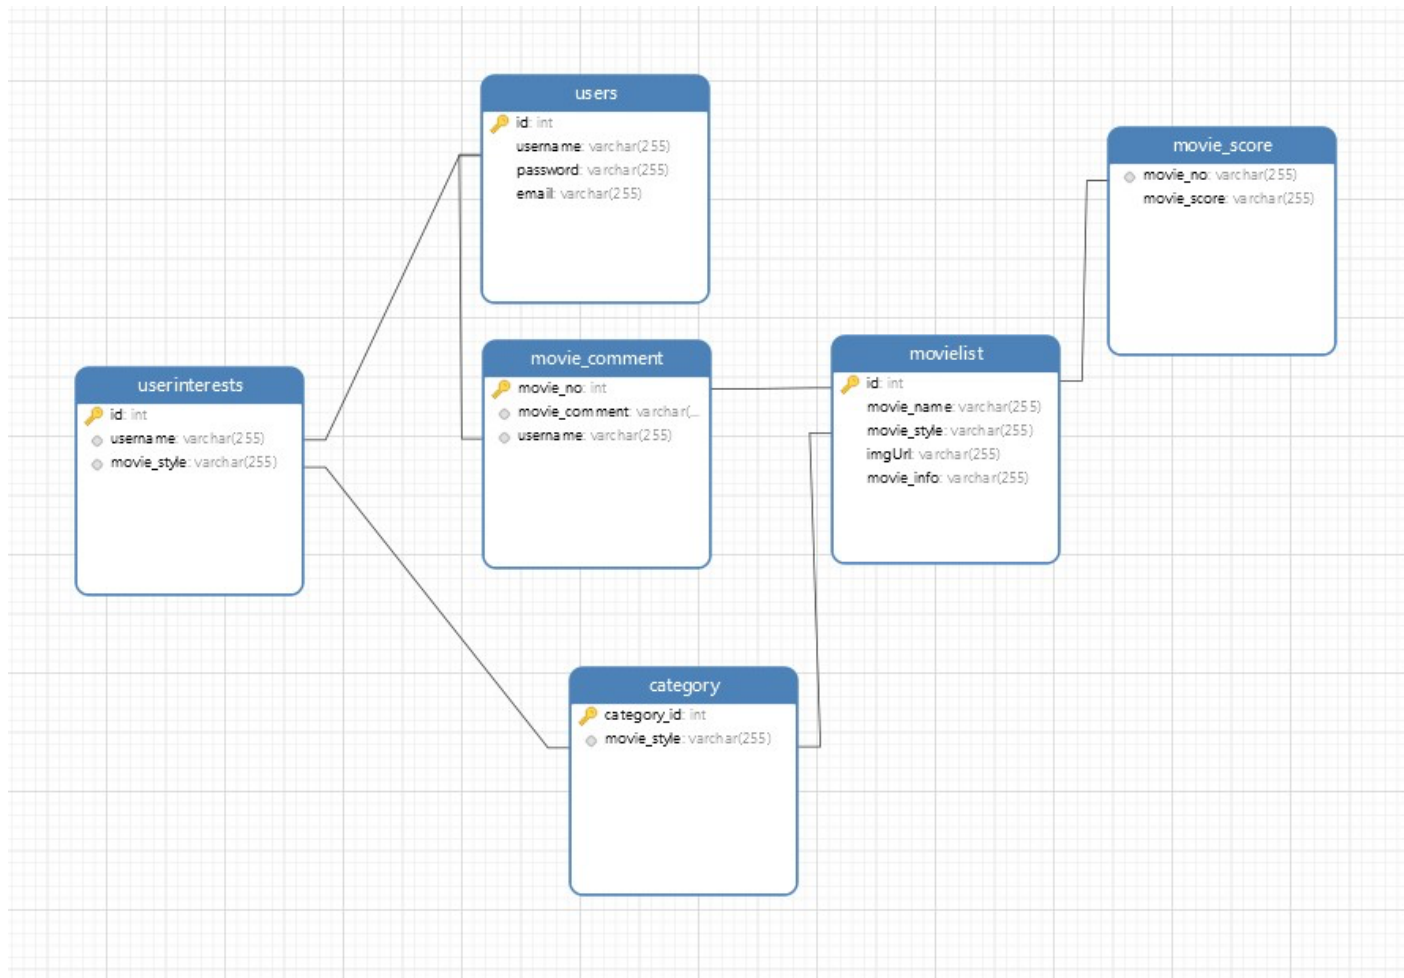 users
id: int
username: varchar(255)
password: varchar(255)
email: varchar(255)
movie_score
movie_no: varchar(255)
movie_score: varchar(255)
userinterests
id: int
username: varchar(255)
movie_style: varchar(255)
movie_comment
movie_no: int
movie_comment: varchar(...
username: varchar(255)
movielist
id: int
movie_name: varchar(255)
movie_style: varchar(255)
imgUrl: varchar(255)
movie_info: varchar(255)
category
category_id: int
movie_style: varchar(255)